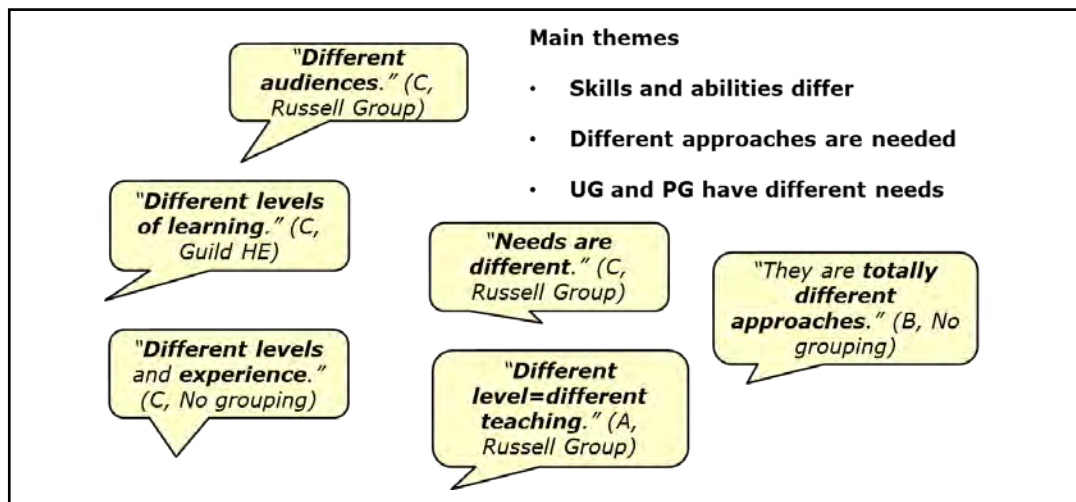 "Different
audiences." (C,
Russell Group)
Main themes
• Skills and abilities differ
• Different approaches are needed
• UG and PG have different needs
"Different levels
of learning." (C,
Guild HE)
"Needs are
different." (C,
Russell Group)
"They are totally
different
approaches." (B, No
grouping)
"Different levels
and experience."
(C, No grouping)
"Different
level=different
teaching." (A,
Russell Group)